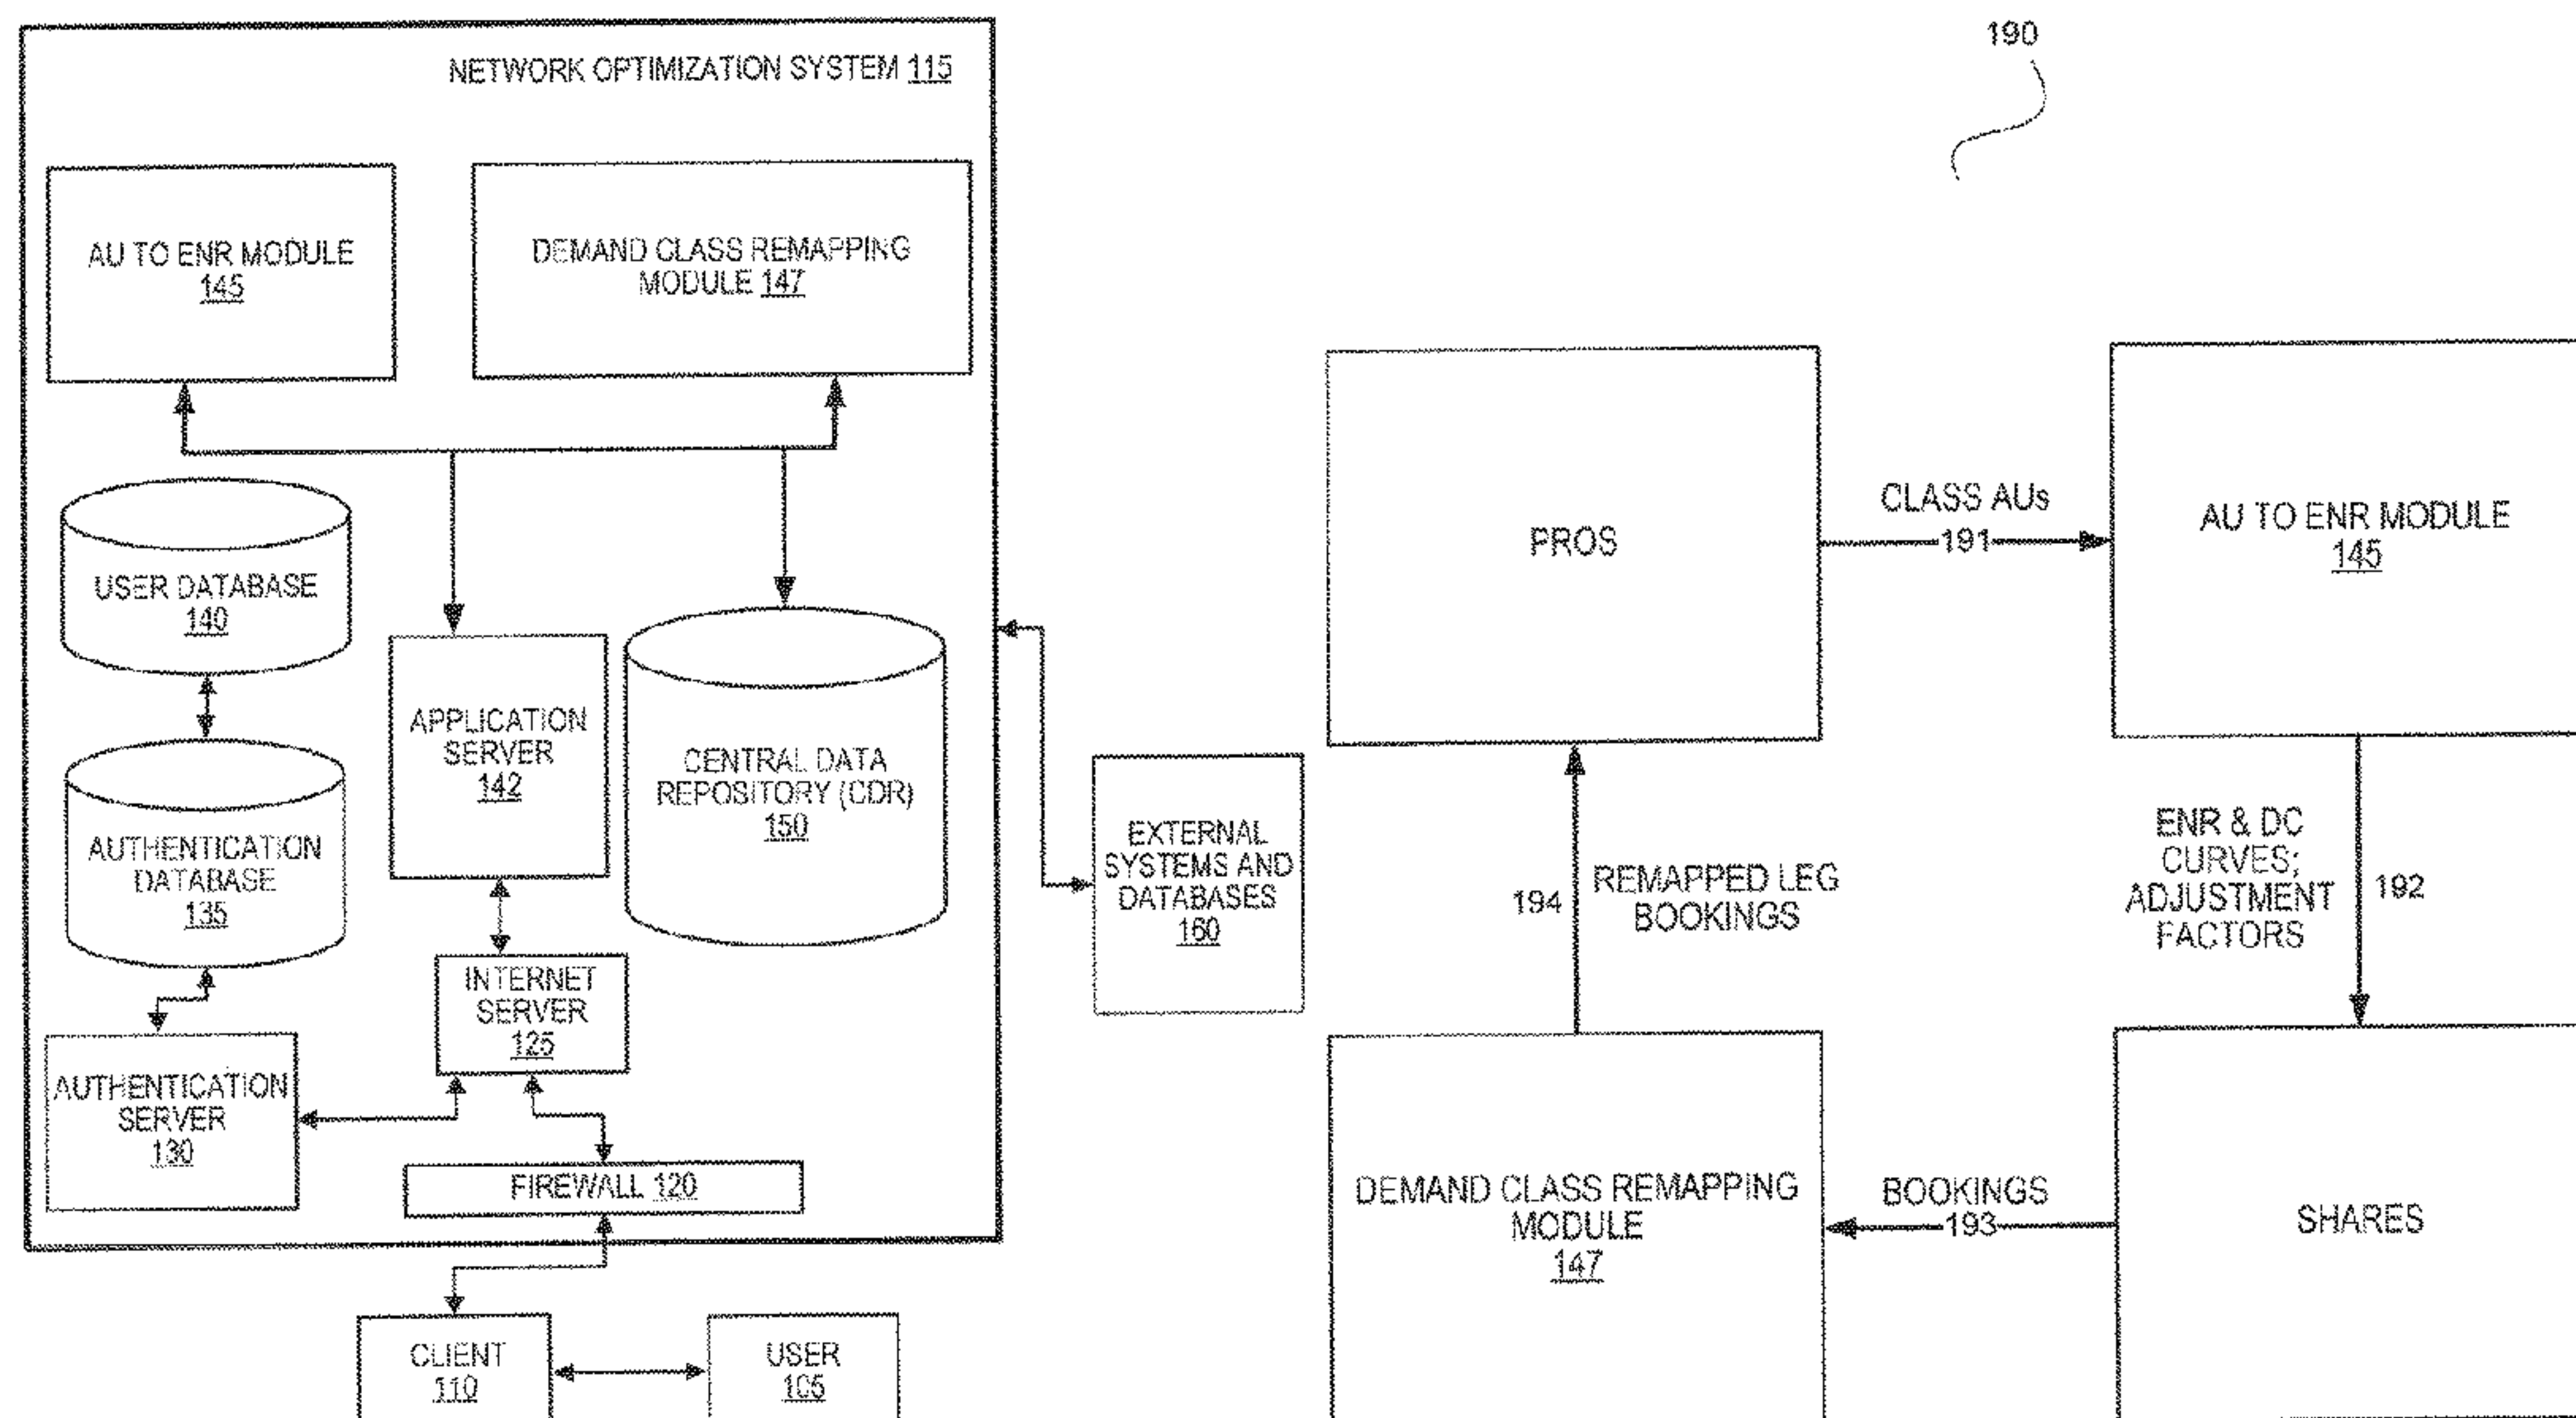 NETWORK OPTIMIZATION SYSTEM 115
AU TO ENR MODULE
145
DEMAND CLASS REMAPPING
MODULE 147
USER DATABASE
140
APPLICATION
SERVER
142
CENTRAL DATA
REPOSITORY (CDR)
150
AUTHENTICATION
DATABASE
135
INTERNET
SERVER
125
AUTHENTICATION
SERVER
130
FIREWALL 120
CLIENT
110
USER
105
EXTERNAL
SYSTEMS AND
DATABASES
160
190
PROS
CLASS AUs
191
AU TO ENR MODULE
145
ENR & DC
CURVES;
ADJUSTMENT
FACTORS
192
194
REMAPPED LEG
BOOKINGS
DEMAND CLASS REMAPPING
MODULE
147
BOOKINGS
193
SHARES